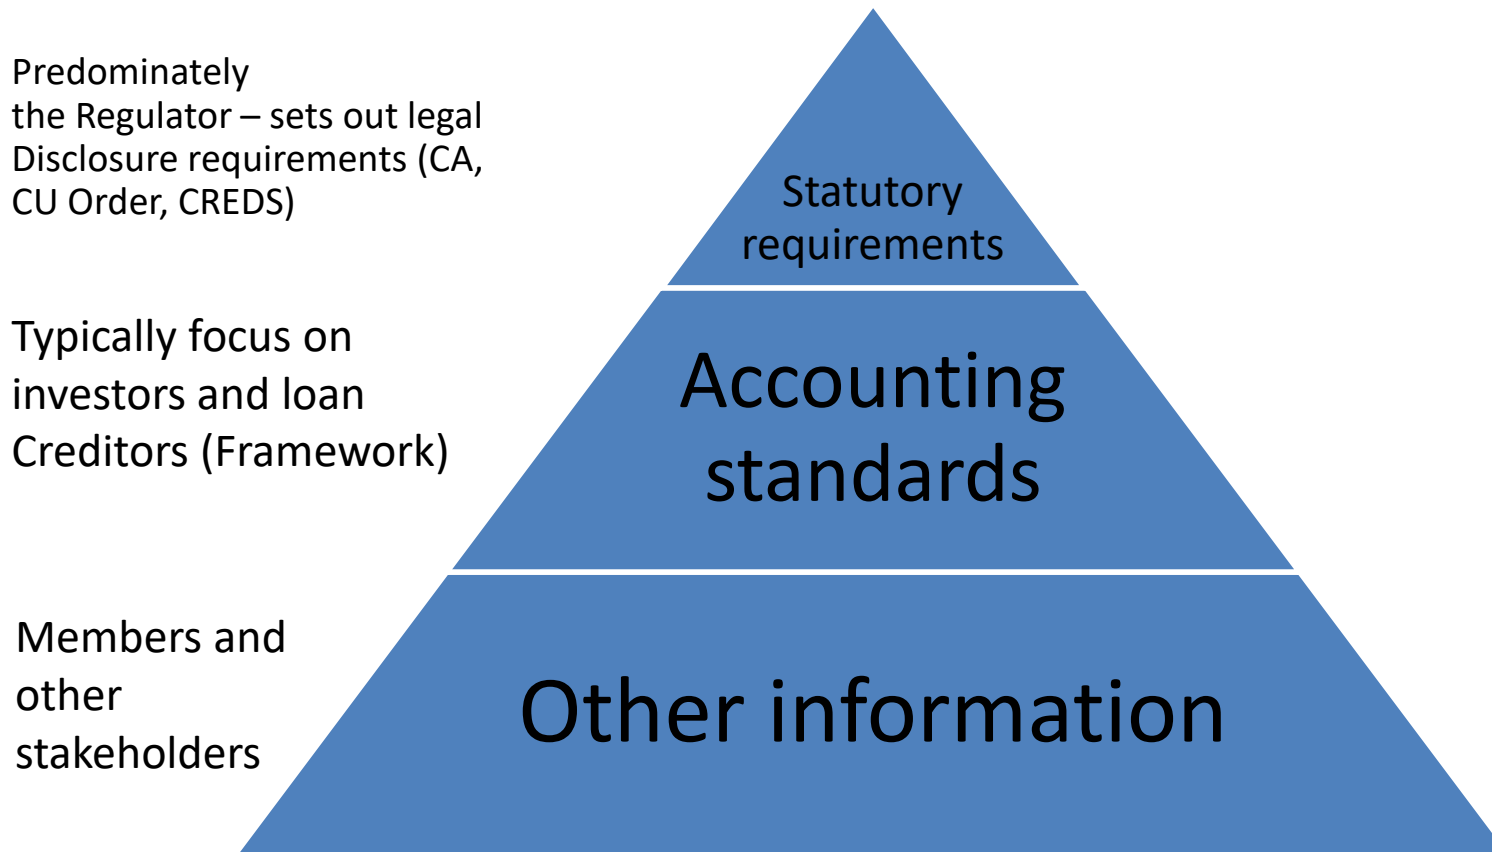 Predominately
the Regulator – sets out legal
Disclosure requirements (CA,
CU Order, CREDS)
Statutory
requirements
Typically focus on
investors and loan
Creditors (Framework)
Accounting
standards
Members and
other
stakeholders
Other information